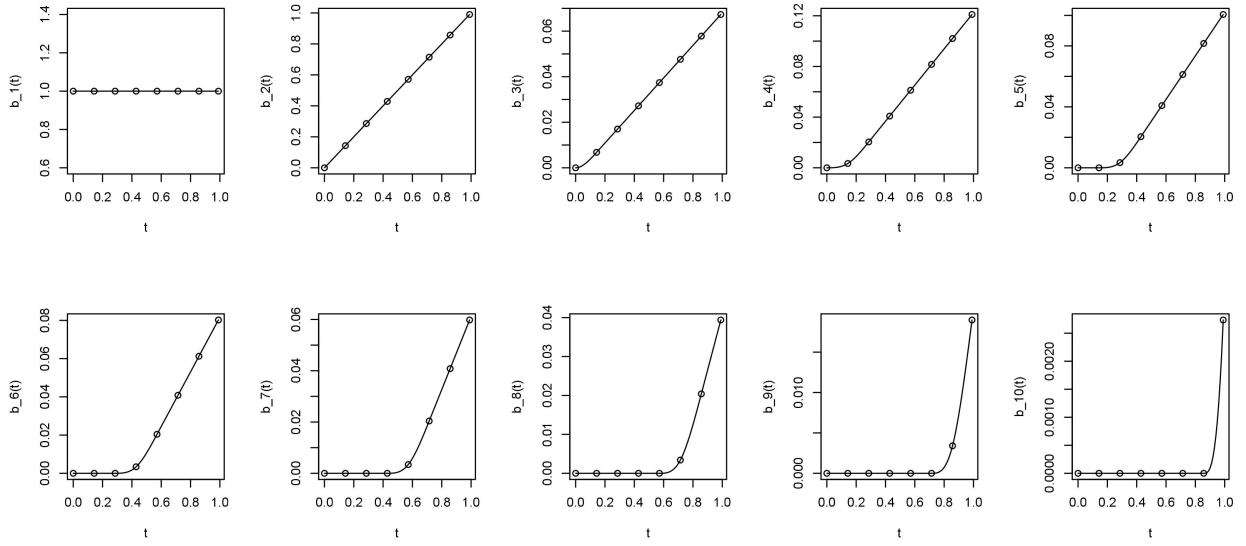 b_1(t)
0.6 0.8 1.0 1.2 1.4
0.0 0.2 0.4 0.6 0.8 1.0
t
b_2(t)
0.0 0.2 0.4 0.6 0.8 1.0
0.0 0.2 0.4 0.6 0.8 1.0
t
b_3(t)
0.00 0.02 0.04 0.06
0.0 0.2 0.4 0.6 0.8 1.0
t
b_4(t)
0.00 0.04 0.08 0.12
0.0 0.2 0.4 0.6 0.8 1.0
t
b_5(t)
0.00 0.04 0.08
0.0 0.2 0.4 0.6 0.8 1.0
t
b_6(t)
0.00 0.02 0.04 0.06 0.08
0.0 0.2 0.4 0.6 0.8 1.0
t
b_7(t)
0.00 0.02 0.04 0.06
0.0 0.2 0.4 0.6 0.8 1.0
t
b_8(t)
0.00 0.01 0.02 0.03 0.04
0.0 0.2 0.4 0.6 0.8 1.0
t
b_9(t)
0.000 0.010
0.0 0.2 0.4 0.6 0.8 1.0
t
b_10(t)
0.0000 0.0010 0.0020
0.0 0.2 0.4 0.6 0.8 1.0
t